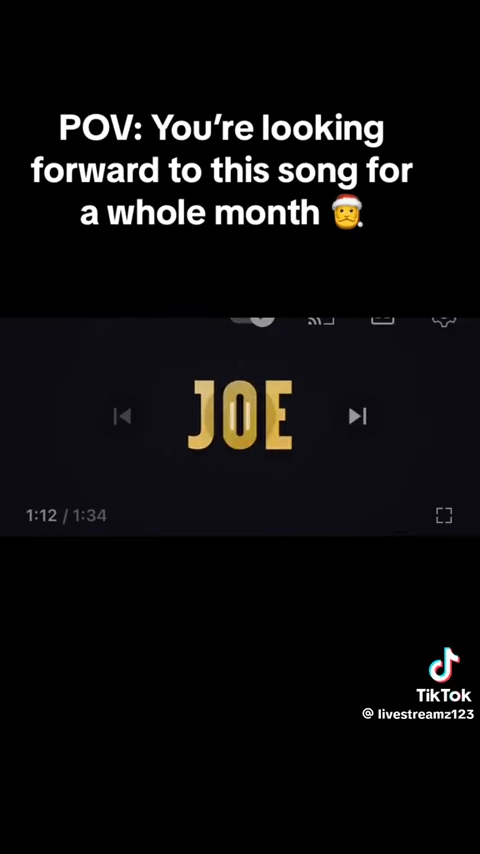 POV: You’re looking
forward to this song for
a whole month 🎅
JOE
1:12 / 1:34
TikTok
@ livestreamz123